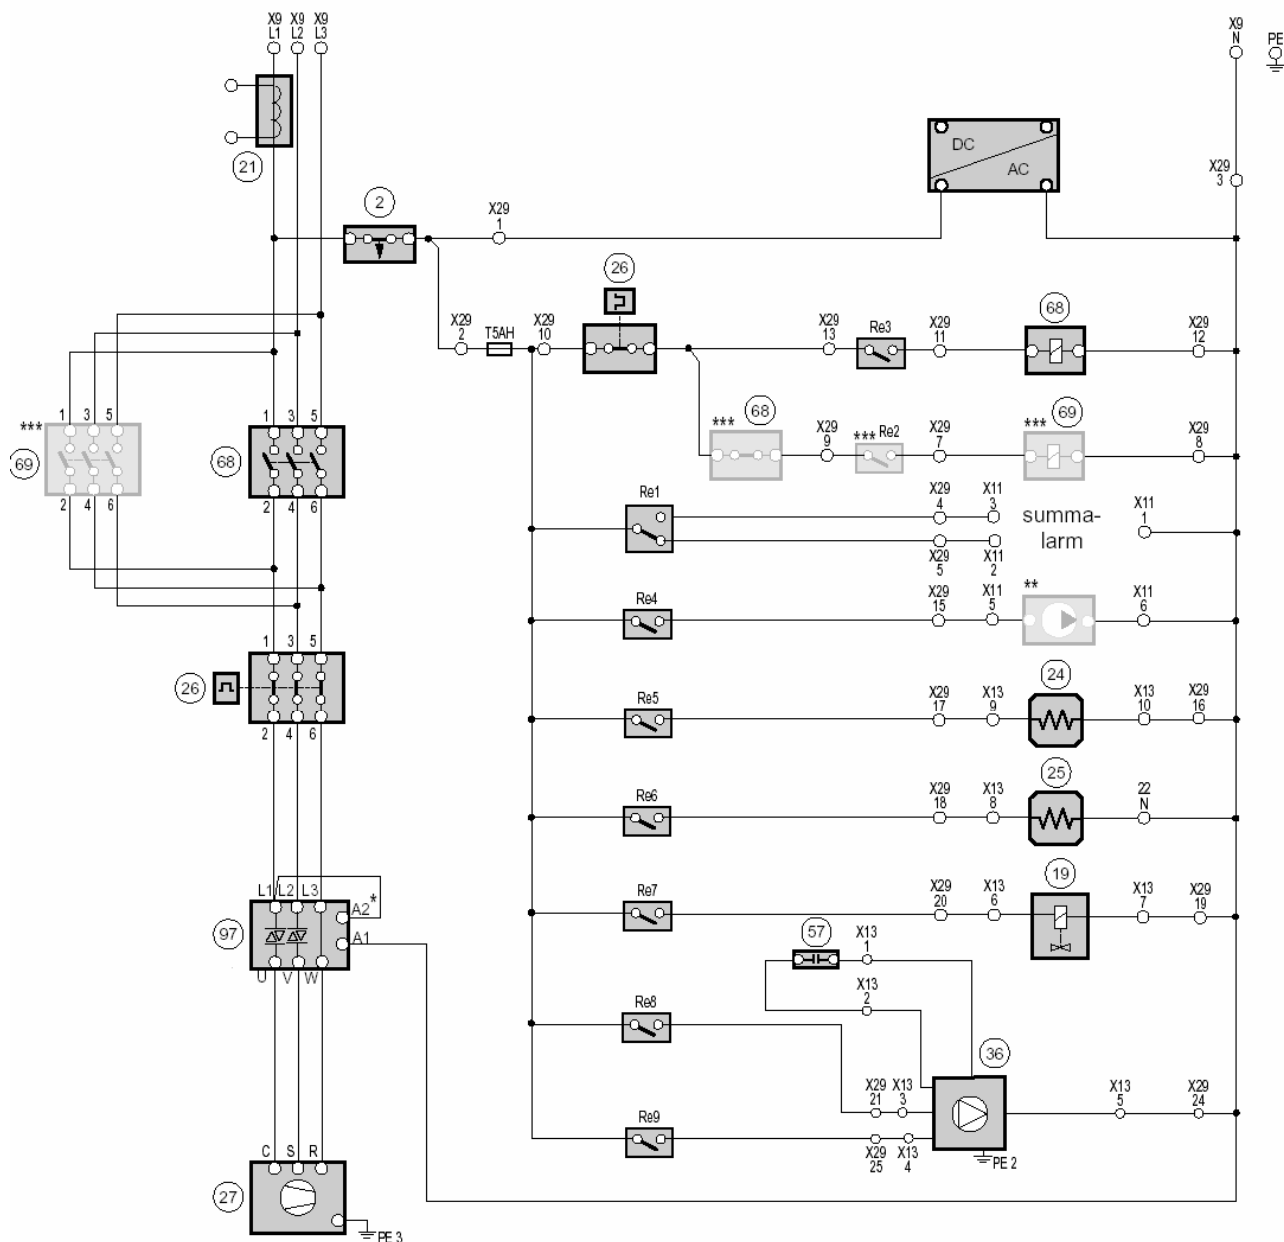 X9 X9 X9
L1 L2 L3
X9
N
PE
21
DC
AC
X29
3
2
X29
1
26
X29
2
T5AH
X29
10
X29
13
Re3
X29
11
68
X29
12
1 3 5
***
69
2 4 6
1 3 5
68
2 4 6
***
68
X29
9
***
Re2
X29
7
***
69
X29
8
Re1
X29
4
X11
3
summa-
larm
X11
1
X29
5
X11
2
Re4
X29
15
X11
5
**
X11
6
1 3 5
26
2 4 6
Re5
X29
17
X13
9
24
X13
10
X29
16
Re6
X29
18
X13
8
25
22
N
L1 L2 L3
A2 *
A1
97
U V W
Re7
X29
20
X13
6
19
X13
7
X29
19
57
X13
1
X13
2
Re8
36
X29
21
X13
3
X13
5
X29
24
Re9
X29
25
X13
4
PE 2
C S R
27
PE 3